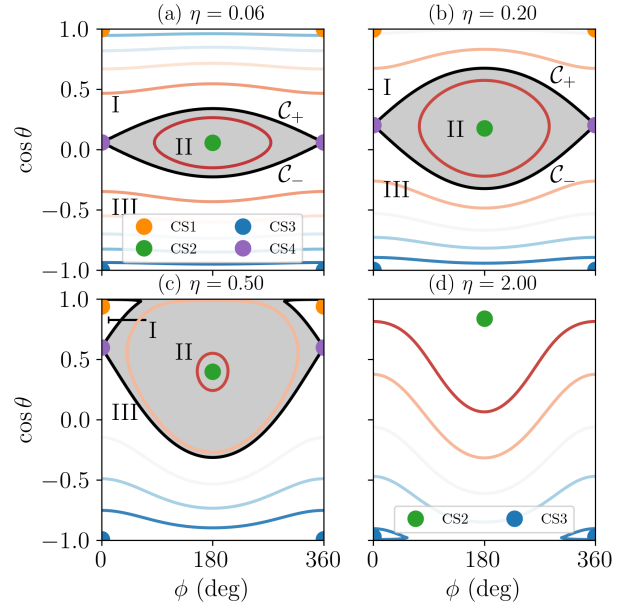 (a) η = 0.06
(b) η = 0.20
1.0
0.5
0.0
−0.5
−1.0
cos θ
I
II
III
𝒞₊
𝒞₋
CS1
CS2
CS3
CS4
I
II
III
𝒞₊
𝒞₋
(c) η = 0.50
(d) η = 2.00
1.0
0.5
0.0
−0.5
−1.0
cos θ
I
II
III
CS2
CS3
0
180
360
0
180
360
ϕ (deg)
ϕ (deg)